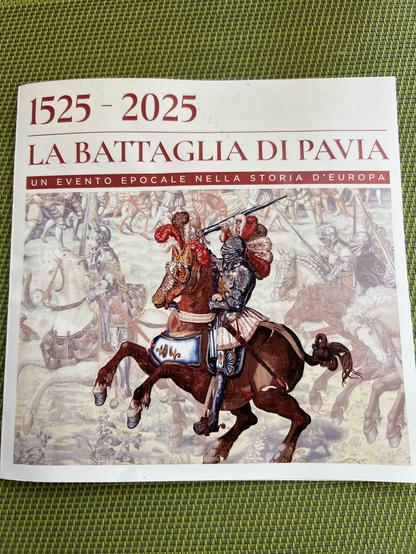 1525 - 2025
LA BATTAGLIA DI PAVIA
UN EVENTO EPOCALE NELLA STORIA D'EUROPA